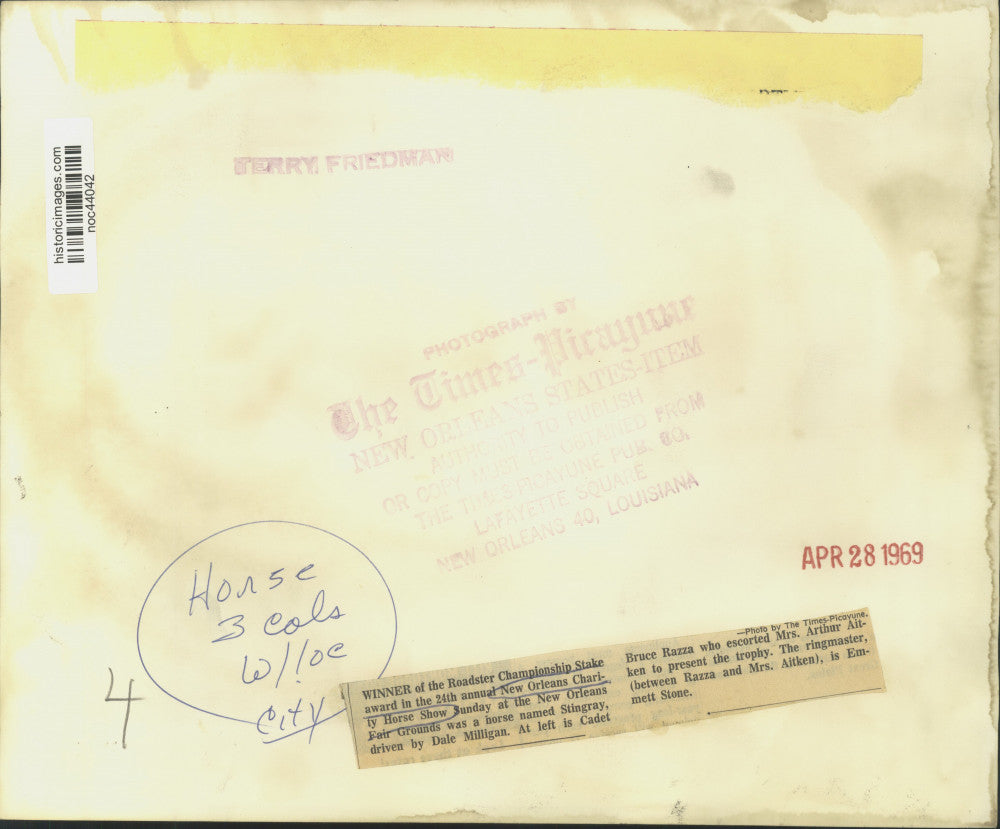 historicimages.com
noc44042
TERRY FRIEDMAN
PHOTOGRAPH BY
The Times-Picayune
NEW ORLEANS STATES-ITEM
AUTHORITY TO PUBLISH
OR COPY MUST BE OBTAINED FROM
THE TIMES-PICAYUNE PUB. CO.
LAFAYETTE SQUARE
NEW ORLEANS 40, LOUISIANA
APR 28 1969
Horse
3 cols
w/loc
City
4
WINNER of the Roadster Championship Stake
award in the 24th annual New Orleans Chari-
ty Horse Show Sunday at the New Orleans
Fair Grounds was a horse named Stingray,
driven by Dale Milligan. At left is Cadet
—Photo by The Times-Picayune.
Bruce Razza who escorted Mrs. Arthur Ait-
ken to present the trophy. The ringmaster,
(between Razza and Mrs. Aitken), is Em-
mett Stone.